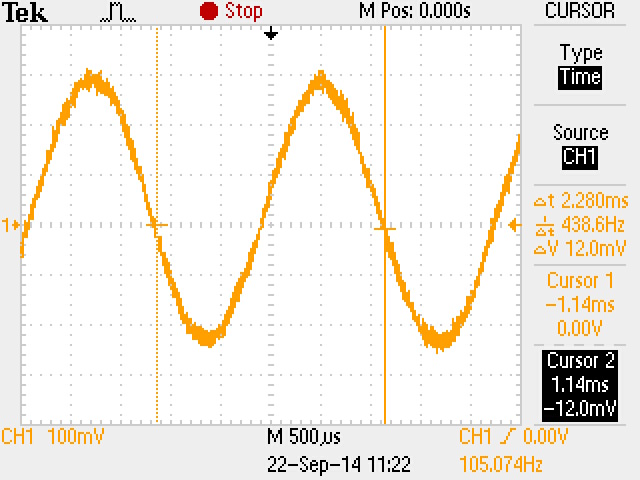 Tek Stop M Pos: 0.000s CURSOR
Type
Time
Source
CH1
1
Δt 2.280ms
1/Δt 438.6Hz
ΔV 12.0mV
Cursor 1
−1.14ms
0.00V
Cursor 2
1.14ms
−12.0mV
CH1 100mV M 500µs CH1 0.00V
22-Sep-14 11:22 105.074Hz